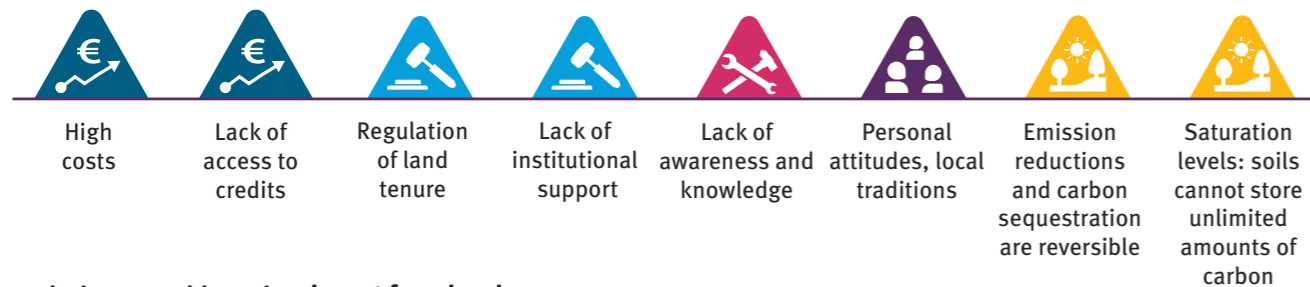 €
€
High
costs
Lack of
access to
credits
Regulation
of land
tenure
Lack of
institutional
support
Lack of
awareness and
knowledge
Personal
attitudes, local
traditions
Emission
reductions
and carbon
sequestration
are reversible
Saturation
levels: soils
cannot store
unlimited
amounts of
carbon